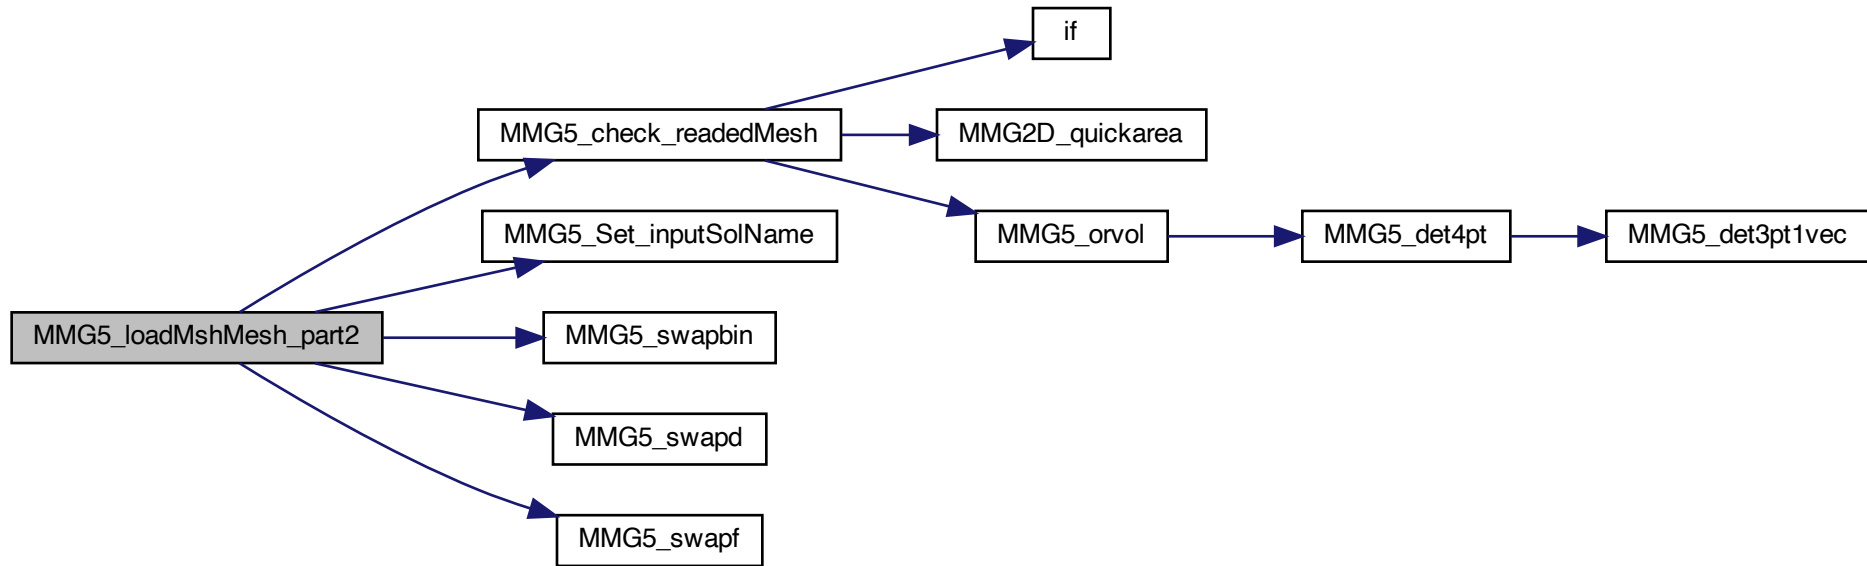 if
MMG5_check_readedMesh
MMG2D_quickarea
MMG5_Set_inputSolName
MMG5_orvol
MMG5_det4pt
MMG5_det3pt1vec
MMG5_loadMshMesh_part2
MMG5_swapbin
MMG5_swapd
MMG5_swapf